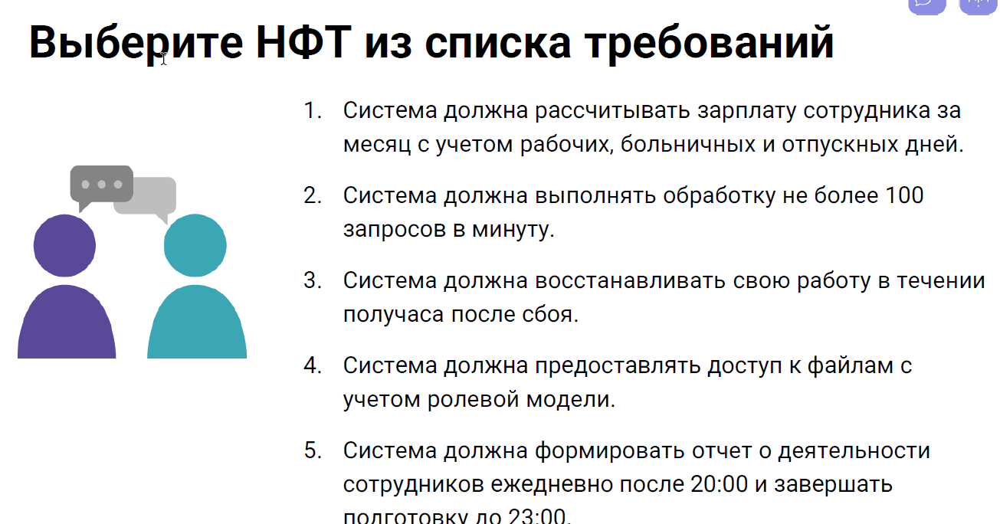 Выберите НФТ из списка требований
1. Система должна рассчитывать зарплату сотрудника за
месяц с учетом рабочих, больничных и отпускных дней.
2. Система должна выполнять обработку не более 100
запросов в минуту.
3. Система должна восстанавливать свою работу в течении
получаса после сбоя.
4. Система должна предоставлять доступ к файлам с
учетом ролевой модели.
5. Система должна формировать отчет о деятельности
сотрудников ежедневно после 20:00 и завершать
подготовку до 23:00.